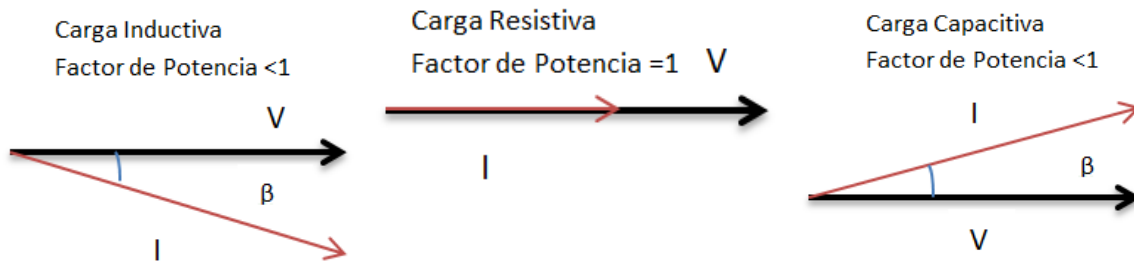 Carga Inductiva
Factor de Potencia <1
V
β
I
Carga Resistiva
Factor de Potencia =1 V
I
Carga Capacitiva
Factor de Potencia <1
I
β
V